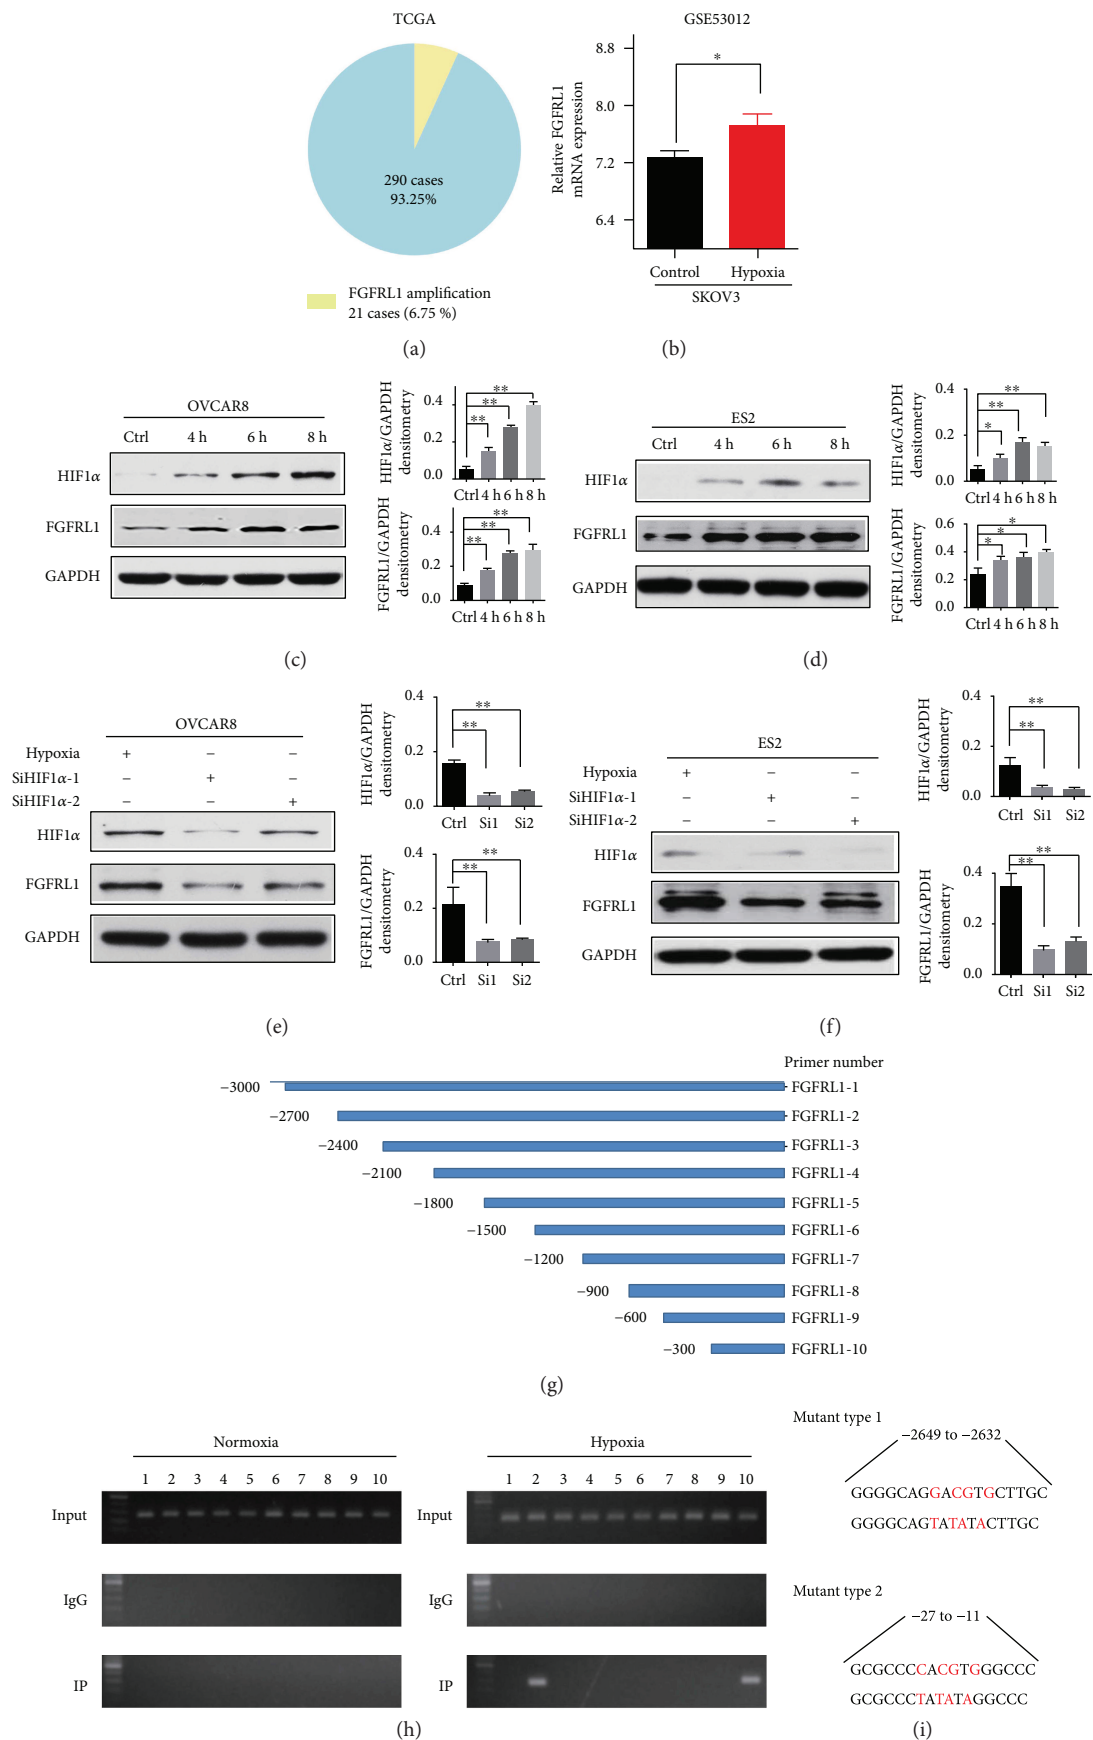 TCGA
290 cases
93.25%
FGFRL1 amplification
21 cases (6.75 %)
(a)
GSE53012
Relative FGFRL1
mRNA expression
8.8
8.0
7.2
6.4
*
Control Hypoxia
SKOV3
(b)
OVCAR8
Ctrl 4 h 6 h 8 h
HIF1α
FGFRL1
GAPDH
HIF1α/GAPDH
densitometry
0.4
0.2
0.0
**
**
**
Ctrl 4 h 6 h 8 h
FGFRL1/GAPDH
densitometry
0.4
0.2
0.0
**
**
**
Ctrl 4 h 6 h 8 h
(c)
ES2
Ctrl 4 h 6 h 8 h
HIF1α
FGFRL1
GAPDH
HIF1α/GAPDH
densitometry
0.4
0.2
0.0
**
**
*
Ctrl 4 h 6 h 8 h
FGFRL1/GAPDH
densitometry
0.6
0.4
0.2
0.0
*
*
*
Ctrl 4 h 6 h 8 h
(d)
OVCAR8
Hypoxia + − −
SiHIF1α-1 − + −
SiHIF1α-2 − − +
HIF1α
FGFRL1
GAPDH
HIF1α/GAPDH
densitometry
0.4
0.2
0.0
**
**
Ctrl Si1 Si2
FGFRL1/GAPDH
densitometry
0.4
0.2
0.0
**
**
Ctrl Si1 Si2
(e)
ES2
Hypoxia + − −
SiHIF1α-1 − + −
SiHIF1α-2 − − +
HIF1α
FGFRL1
GAPDH
HIF1α/GAPDH
densitometry
0.4
0.2
0.0
**
**
Ctrl Si1 Si2
FGFRL1/GAPDH
densitometry
0.4
0.2
0.0
**
**
Ctrl Si1 Si2
(f)
Primer number
−3000 FGFRL1-1
−2700 FGFRL1-2
−2400 FGFRL1-3
−2100 FGFRL1-4
−1800 FGFRL1-5
−1500 FGFRL1-6
−1200 FGFRL1-7
−900 FGFRL1-8
−600 FGFRL1-9
−300 FGFRL1-10
(g)
Normoxia
1 2 3 4 5 6 7 8 9 10
Input
IgG
IP
Hypoxia
1 2 3 4 5 6 7 8 9 10
Input
IgG
IP
(h)
Mutant type 1
−2649 to −2632
GGGGCAGGACGTGCTTGC
GGGGCAGTATATACTTGC
Mutant type 2
−27 to −11
GCGCCCCACGTGGGCCC
GCGCCCTATATAGGCCC
(i)